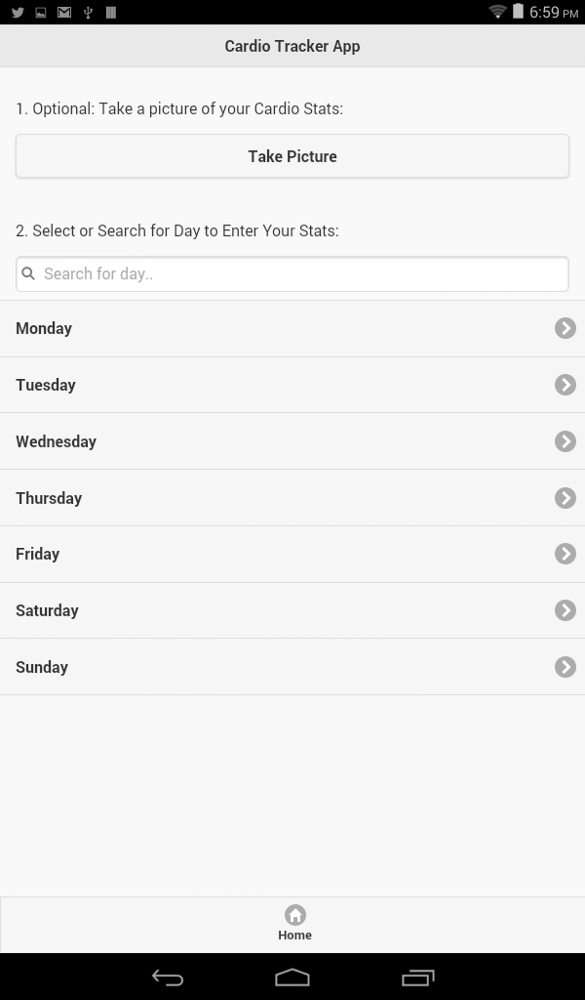 6:59 PM
Cardio Tracker App
1. Optional: Take a picture of your Cardio Stats:
Take Picture
2. Select or Search for Day to Enter Your Stats:
Search for day..
Monday
Tuesday
Wednesday
Thursday
Friday
Saturday
Sunday
Home